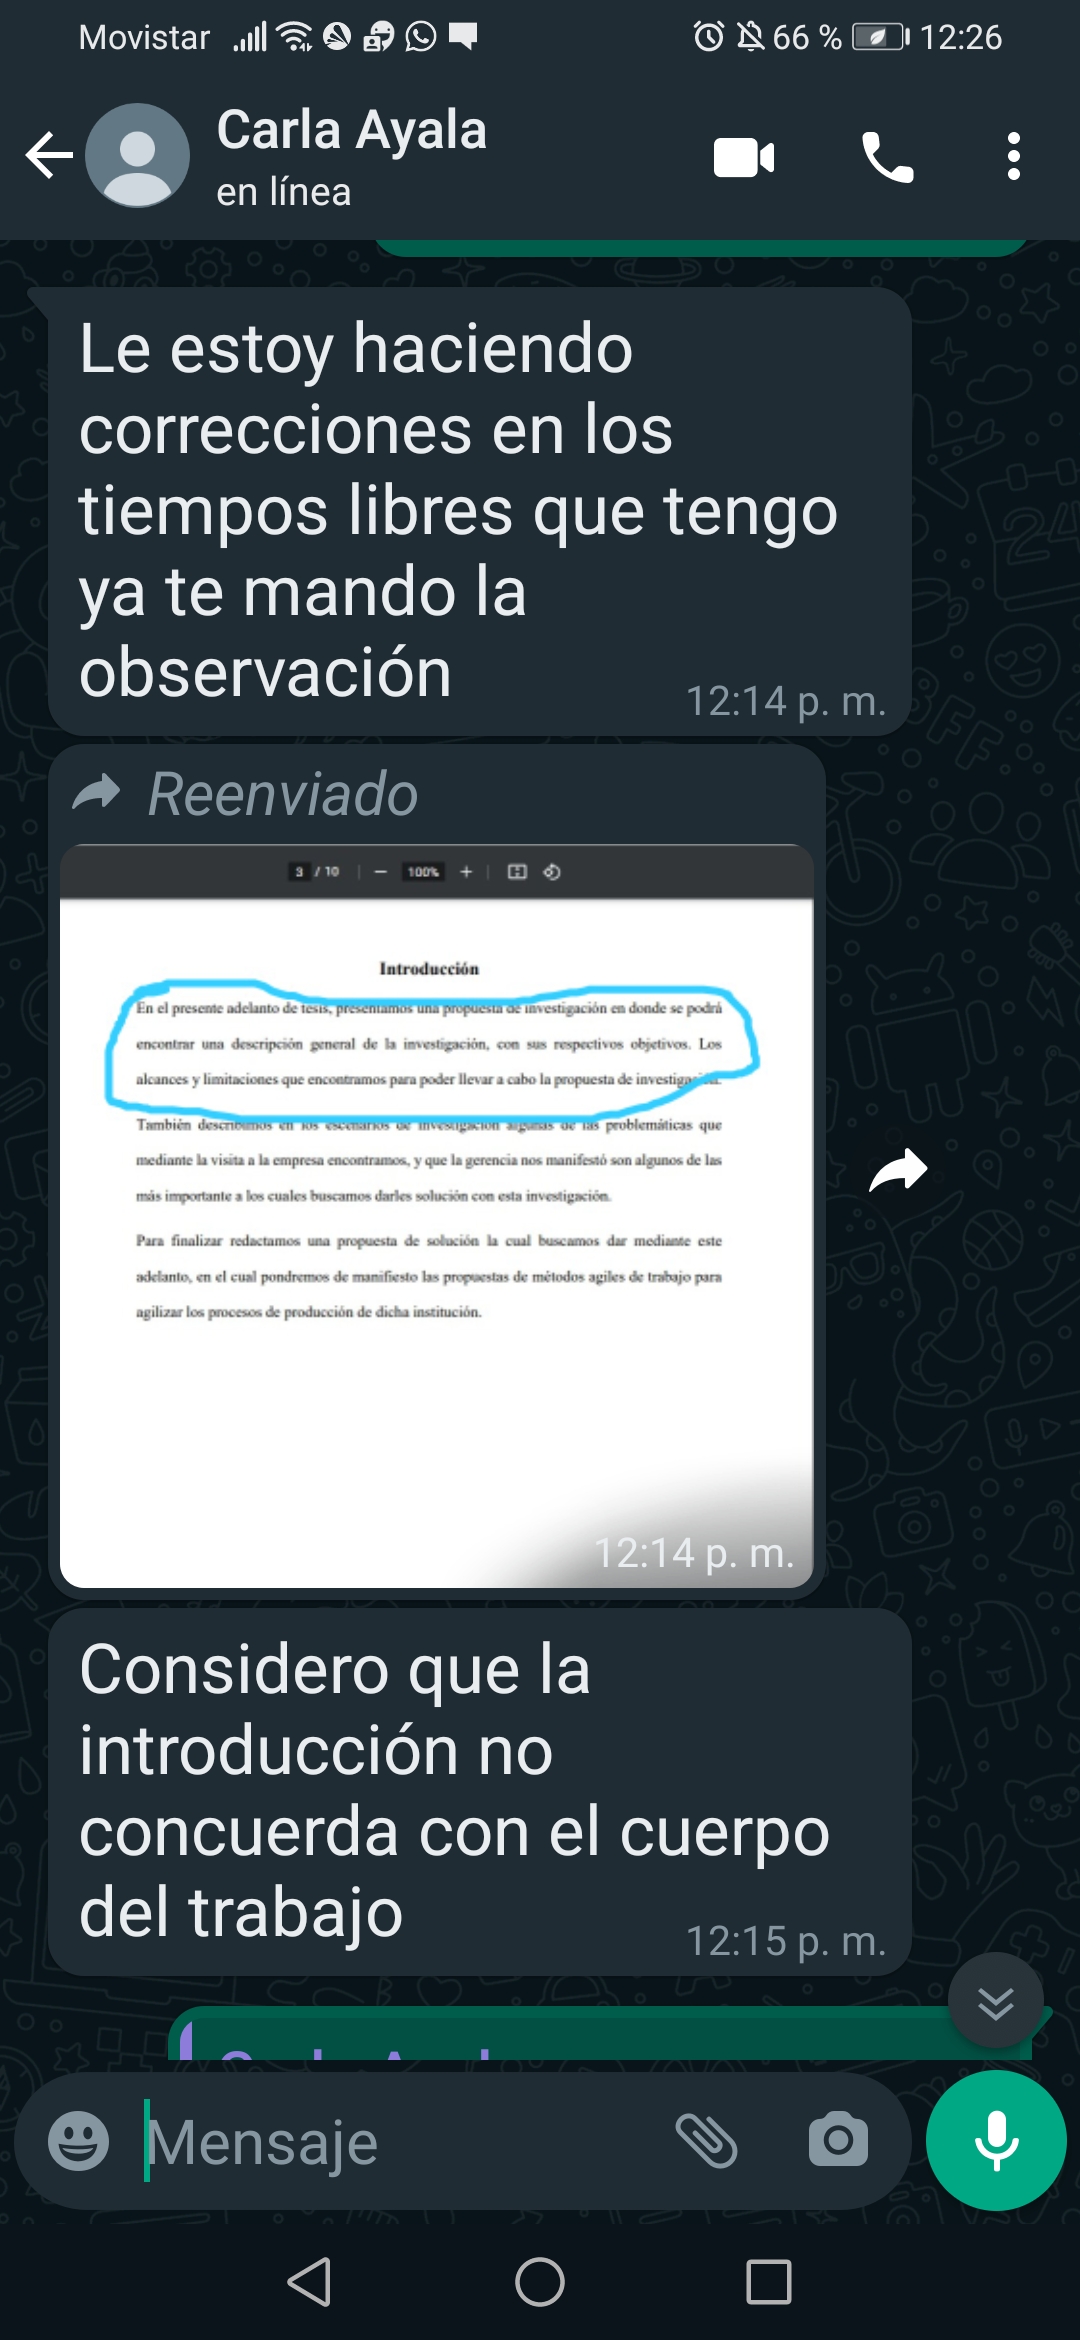 Movistar 66 % 12:26
Carla Ayala
en línea
Le estoy haciendo
correcciones en los
tiempos libres que tengo
ya te mando la
observación
12:14 p. m.
Reenviado
3 / 10 − 100% +
Introducción
En el presente adelanto de tesis, presentamos una propuesta de investigación en donde se podrá
encontrar una descripción general de la investigación, con sus respectivos objetivos. Los
alcances y limitaciones que encontramos para poder llevar a cabo la propuesta de investigación.
También describimos en los escenarios de investigación algunas de las problemáticas que
mediante la visita a la empresa encontramos, y que la gerencia nos manifestó son algunos de las
más importante a los cuales buscamos darles solución con esta investigación.
Para finalizar redactamos una propuesta de solución la cual buscamos dar mediante este
adelanto, en el cual pondremos de manifiesto las propuestas de métodos agiles de trabajo para
agilizar los procesos de producción de dicha institución.
12:14 p. m.
Considero que la
introducción no
concuerda con el cuerpo
del trabajo
12:15 p. m.
Mensaje